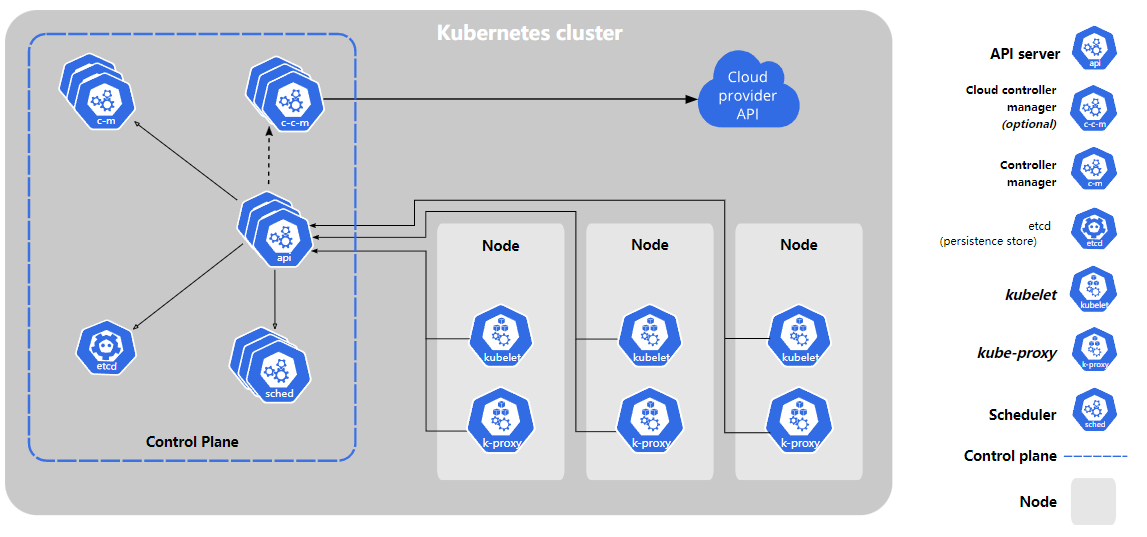 Kubernetes cluster
c-m
c-c-m
Cloud
provider
API
api
Node
Node
Node
kubelet
kubelet
kubelet
etcd
sched
k-proxy
k-proxy
k-proxy
Control Plane
API server
api
Cloud controller
manager
(optional)
c-c-m
Controller
manager
c-m
etcd
(persistence store)
etcd
kubelet
kubelet
kube-proxy
k-proxy
Scheduler
sched
Control plane
Node